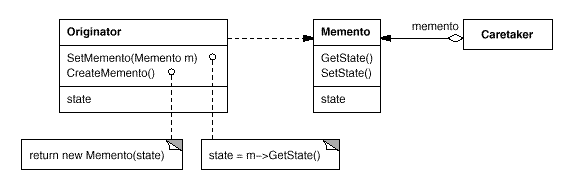 Originator
SetMemento(Memento m)
CreateMemento()
state
Memento
GetState()
SetState()
state
memento
Caretaker
return new Memento(state)
state = m->GetState()